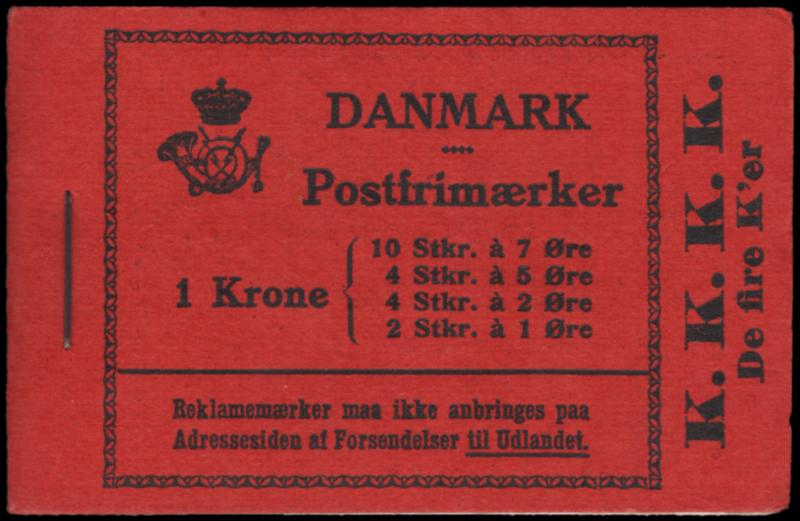 DANMARK
Postfrimærker
1 Krone
10 Stkr. à 7 Øre
4 Stkr. à 5 Øre
4 Stkr. à 2 Øre
2 Stkr. à 1 Øre
Reklamemærker maa ikke anbringes paa
Adressesiden af Forsendelser til Udlandet.
K. K. K. K.
De fire K'er